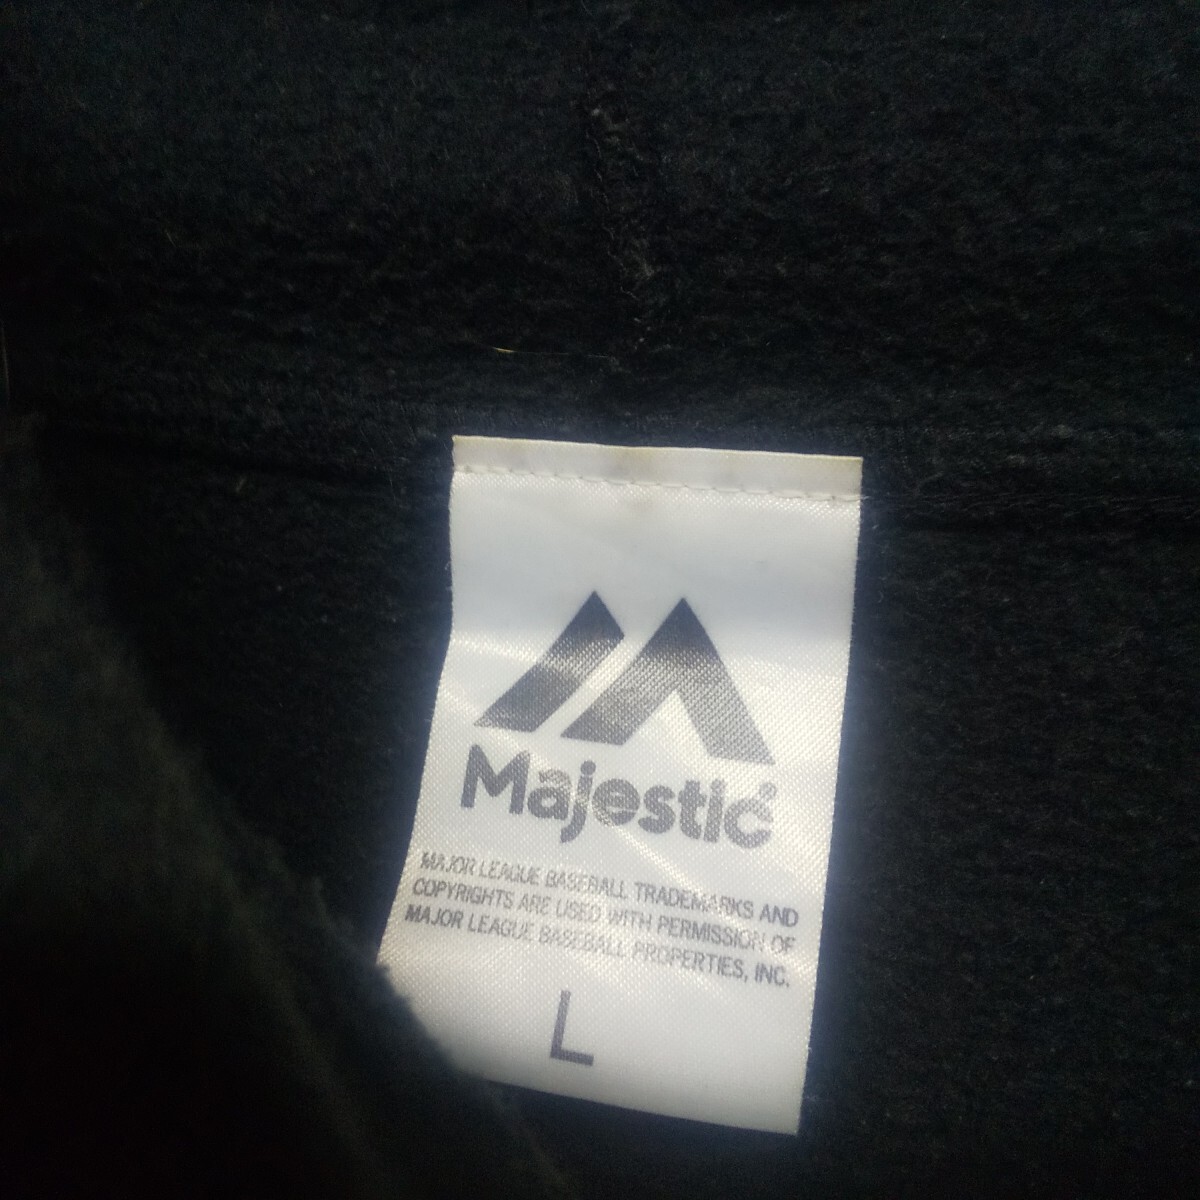 Majestic
MAJOR LEAGUE BASEBALL TRADEMARKS AND
COPYRIGHTS ARE USED WITH PERMISSION OF
MAJOR LEAGUE BASEBALL PROPERTIES, INC.
L